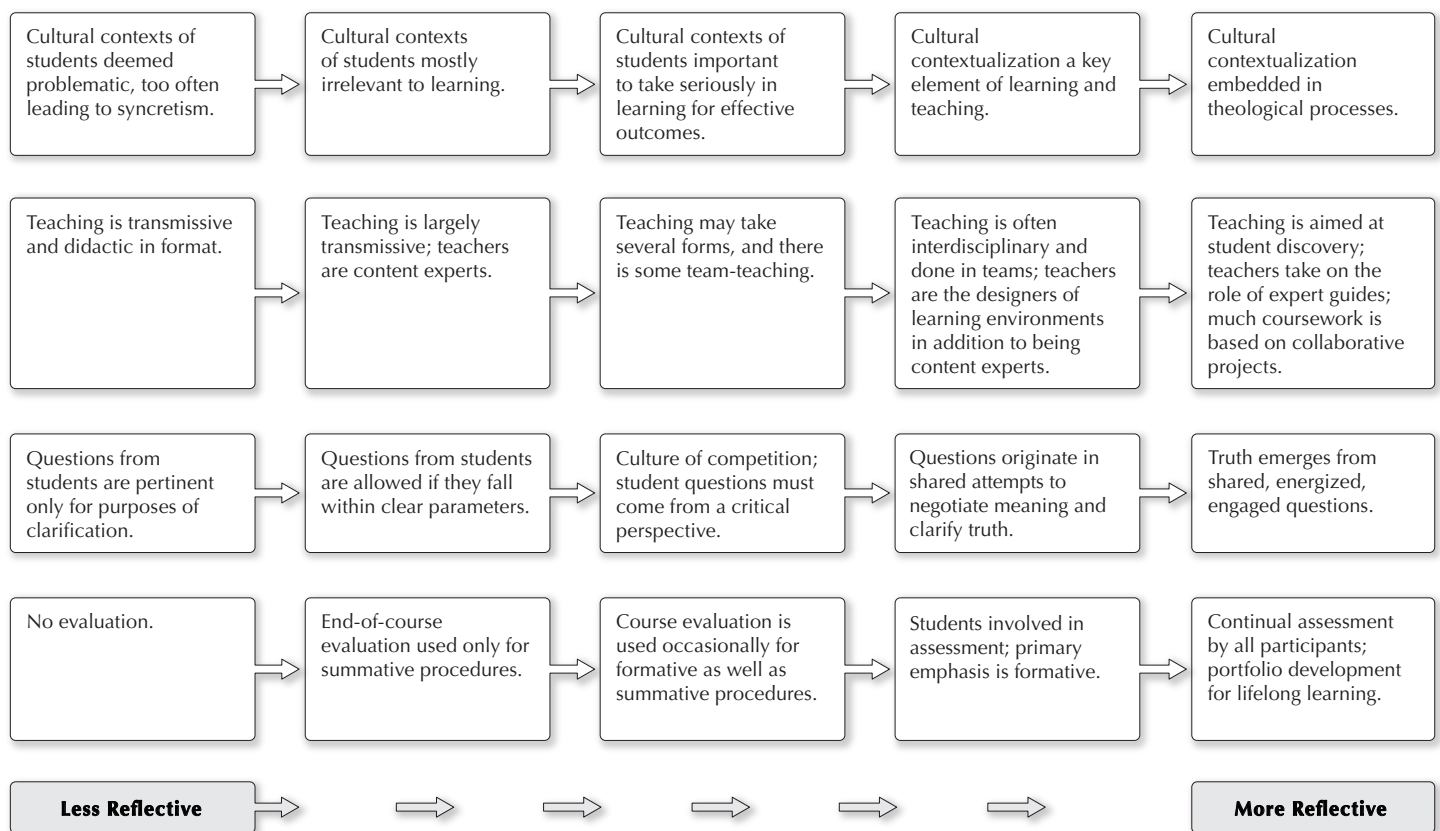 Cultural contexts of
students deemed
problematic, too often
leading to syncretism.
Cultural contexts
of students mostly
irrelevant to learning.
Cultural contexts of
students important
to take seriously in
learning for effective
outcomes.
Cultural
contextualization a key
element of learning and
teaching.
Cultural
contextualization
embedded in
theological processes.
Teaching is transmissive
and didactic in format.
Teaching is largely
transmissive; teachers
are content experts.
Teaching may take
several forms, and there
is some team-teaching.
Teaching is often
interdisciplinary and
done in teams; teachers
are the designers of
learning environments
in addition to being
content experts.
Teaching is aimed at
student discovery;
teachers take on the
role of expert guides;
much coursework is
based on collaborative
projects.
Questions from
students are pertinent
only for purposes of
clarification.
Questions from students
are allowed if they fall
within clear parameters.
Culture of competition;
student questions must
come from a critical
perspective.
Questions originate in
shared attempts to
negotiate meaning and
clarify truth.
Truth emerges from
shared, energized,
engaged questions.
No evaluation.
End-of-course
evaluation used only for
summative procedures.
Course evaluation is
used occasionally for
formative as well as
summative procedures.
Students involved in
assessment; primary
emphasis is formative.
Continual assessment
by all participants;
portfolio development
for lifelong learning.
Less Reflective
More Reflective